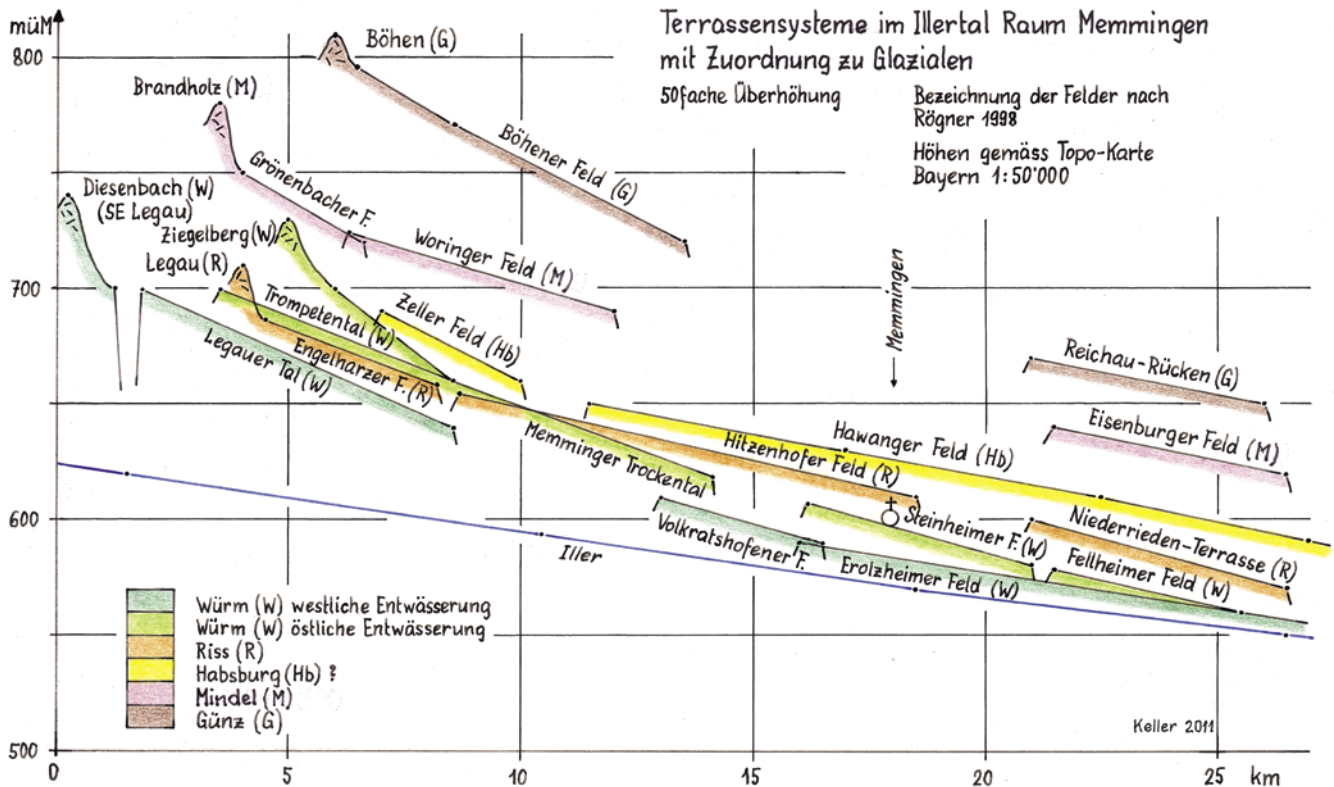 müM
Terrassensysteme im Illertal Raum Memmingen
mit Zuordnung zu Glazialen
50fache Überhöhung
Bezeichnung der Felder nach
Rögner 1998
Höhen gemäss Topo-Karte
Bayern 1:50'000
800
700
600
500
Böhen (G)
Brandholz (M)
Böhener Feld (G)
Grönenbacher F.
Diesenbach (W)
(SE Legau)
Ziegelberg (W)
Legau (R)
Woringer Feld (M)
Trompetental (W)
Zeller Feld (Hb)
Engelharzer F. (R)
Legauer Tal (W)
Memmingen
Reichau-Rücken (G)
Eisenburger Feld (M)
Hawanger Feld (Hb)
Hitzenhofer Feld (R)
Memminger Trockental
Steinheimer F. (W)
Niederrieden-Terrasse (R)
Volkratshofener F.
Fellheimer Feld (W)
Erolzheimer Feld (W)
Iller
Würm (W) westliche Entwässerung
Würm (W) östliche Entwässerung
Riss (R)
Habsburg (Hb) ?
Mindel (M)
Günz (G)
Keller 2011
0 5 10 15 20 25 km